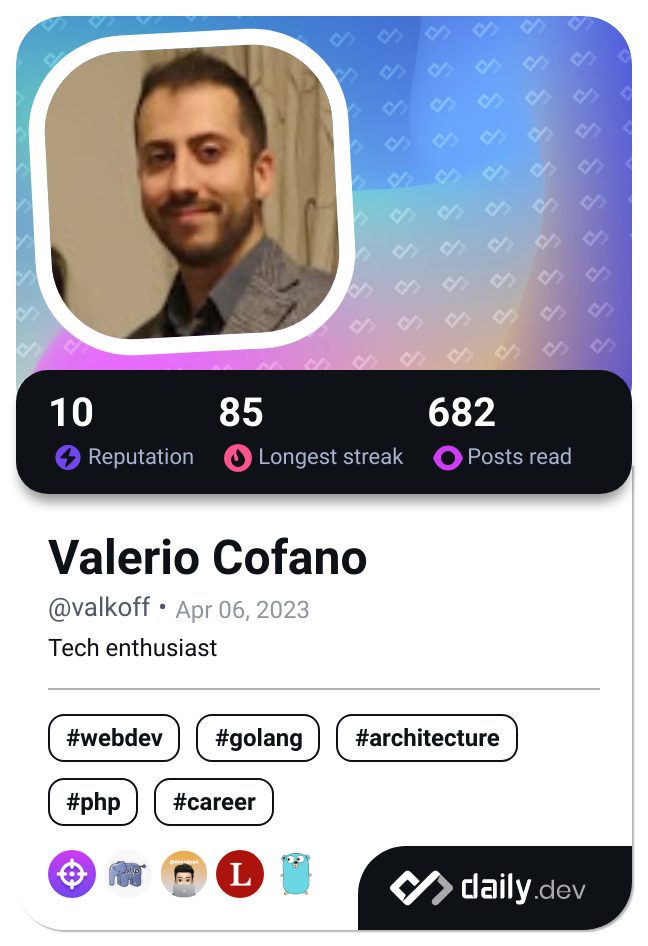 10 85 682
Reputation Longest streak Posts read
Valerio Cofano
@valkoff • Apr 06, 2023
Tech enthusiast
#webdev #golang #architecture
#php #career
php L
daily.dev